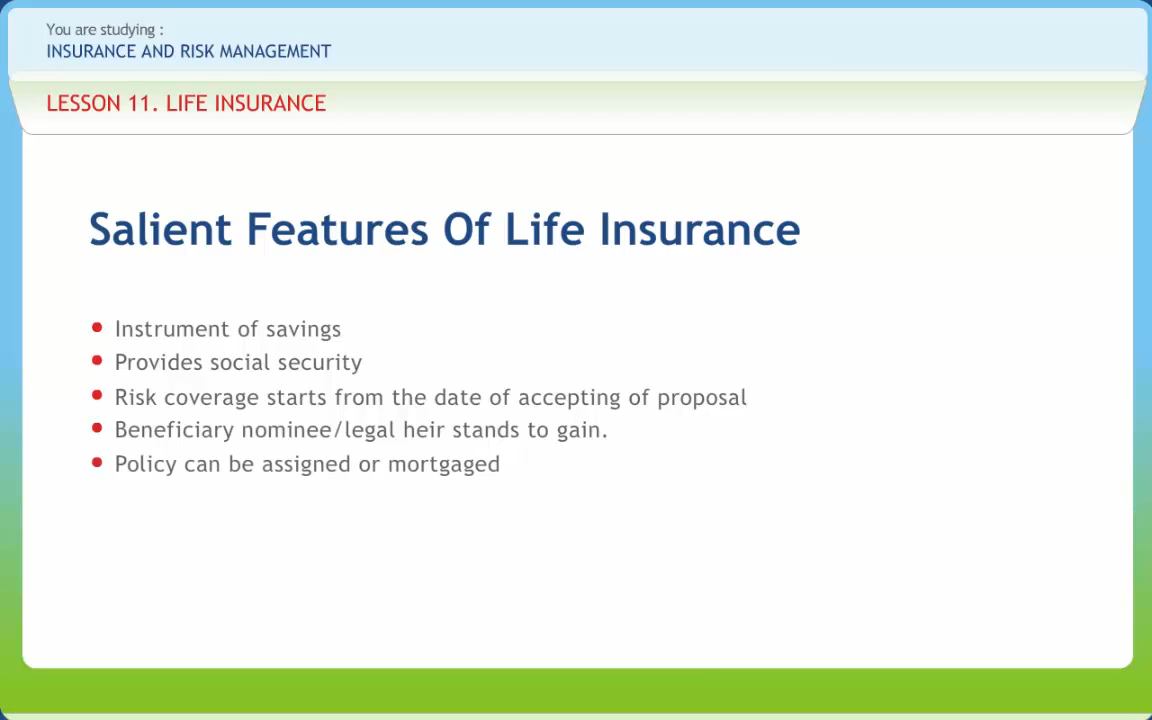 You are studying :
INSURANCE AND RISK MANAGEMENT
LESSON 11. LIFE INSURANCE
Salient Features Of Life Insurance
• Instrument of savings
• Provides social security
• Risk coverage starts from the date of accepting of proposal
• Beneficiary nominee/legal heir stands to gain.
• Policy can be assigned or mortgaged